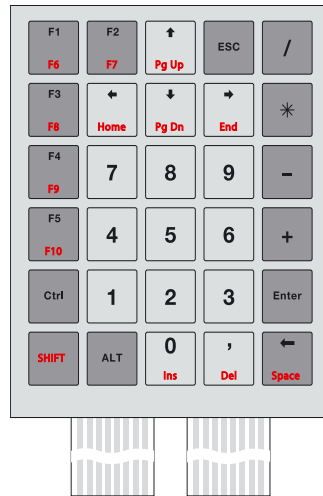 F1 F2 ↑ ESC /
F6 F7 Pg Up
F3 ← ↓ → ✳
F8 Home Pg Dn End
F4 7 8 9 –
F9
F5 4 5 6 +
F10
Ctrl 1 2 3 Enter
SHIFT ALT 0 , ←
Ins Del Space